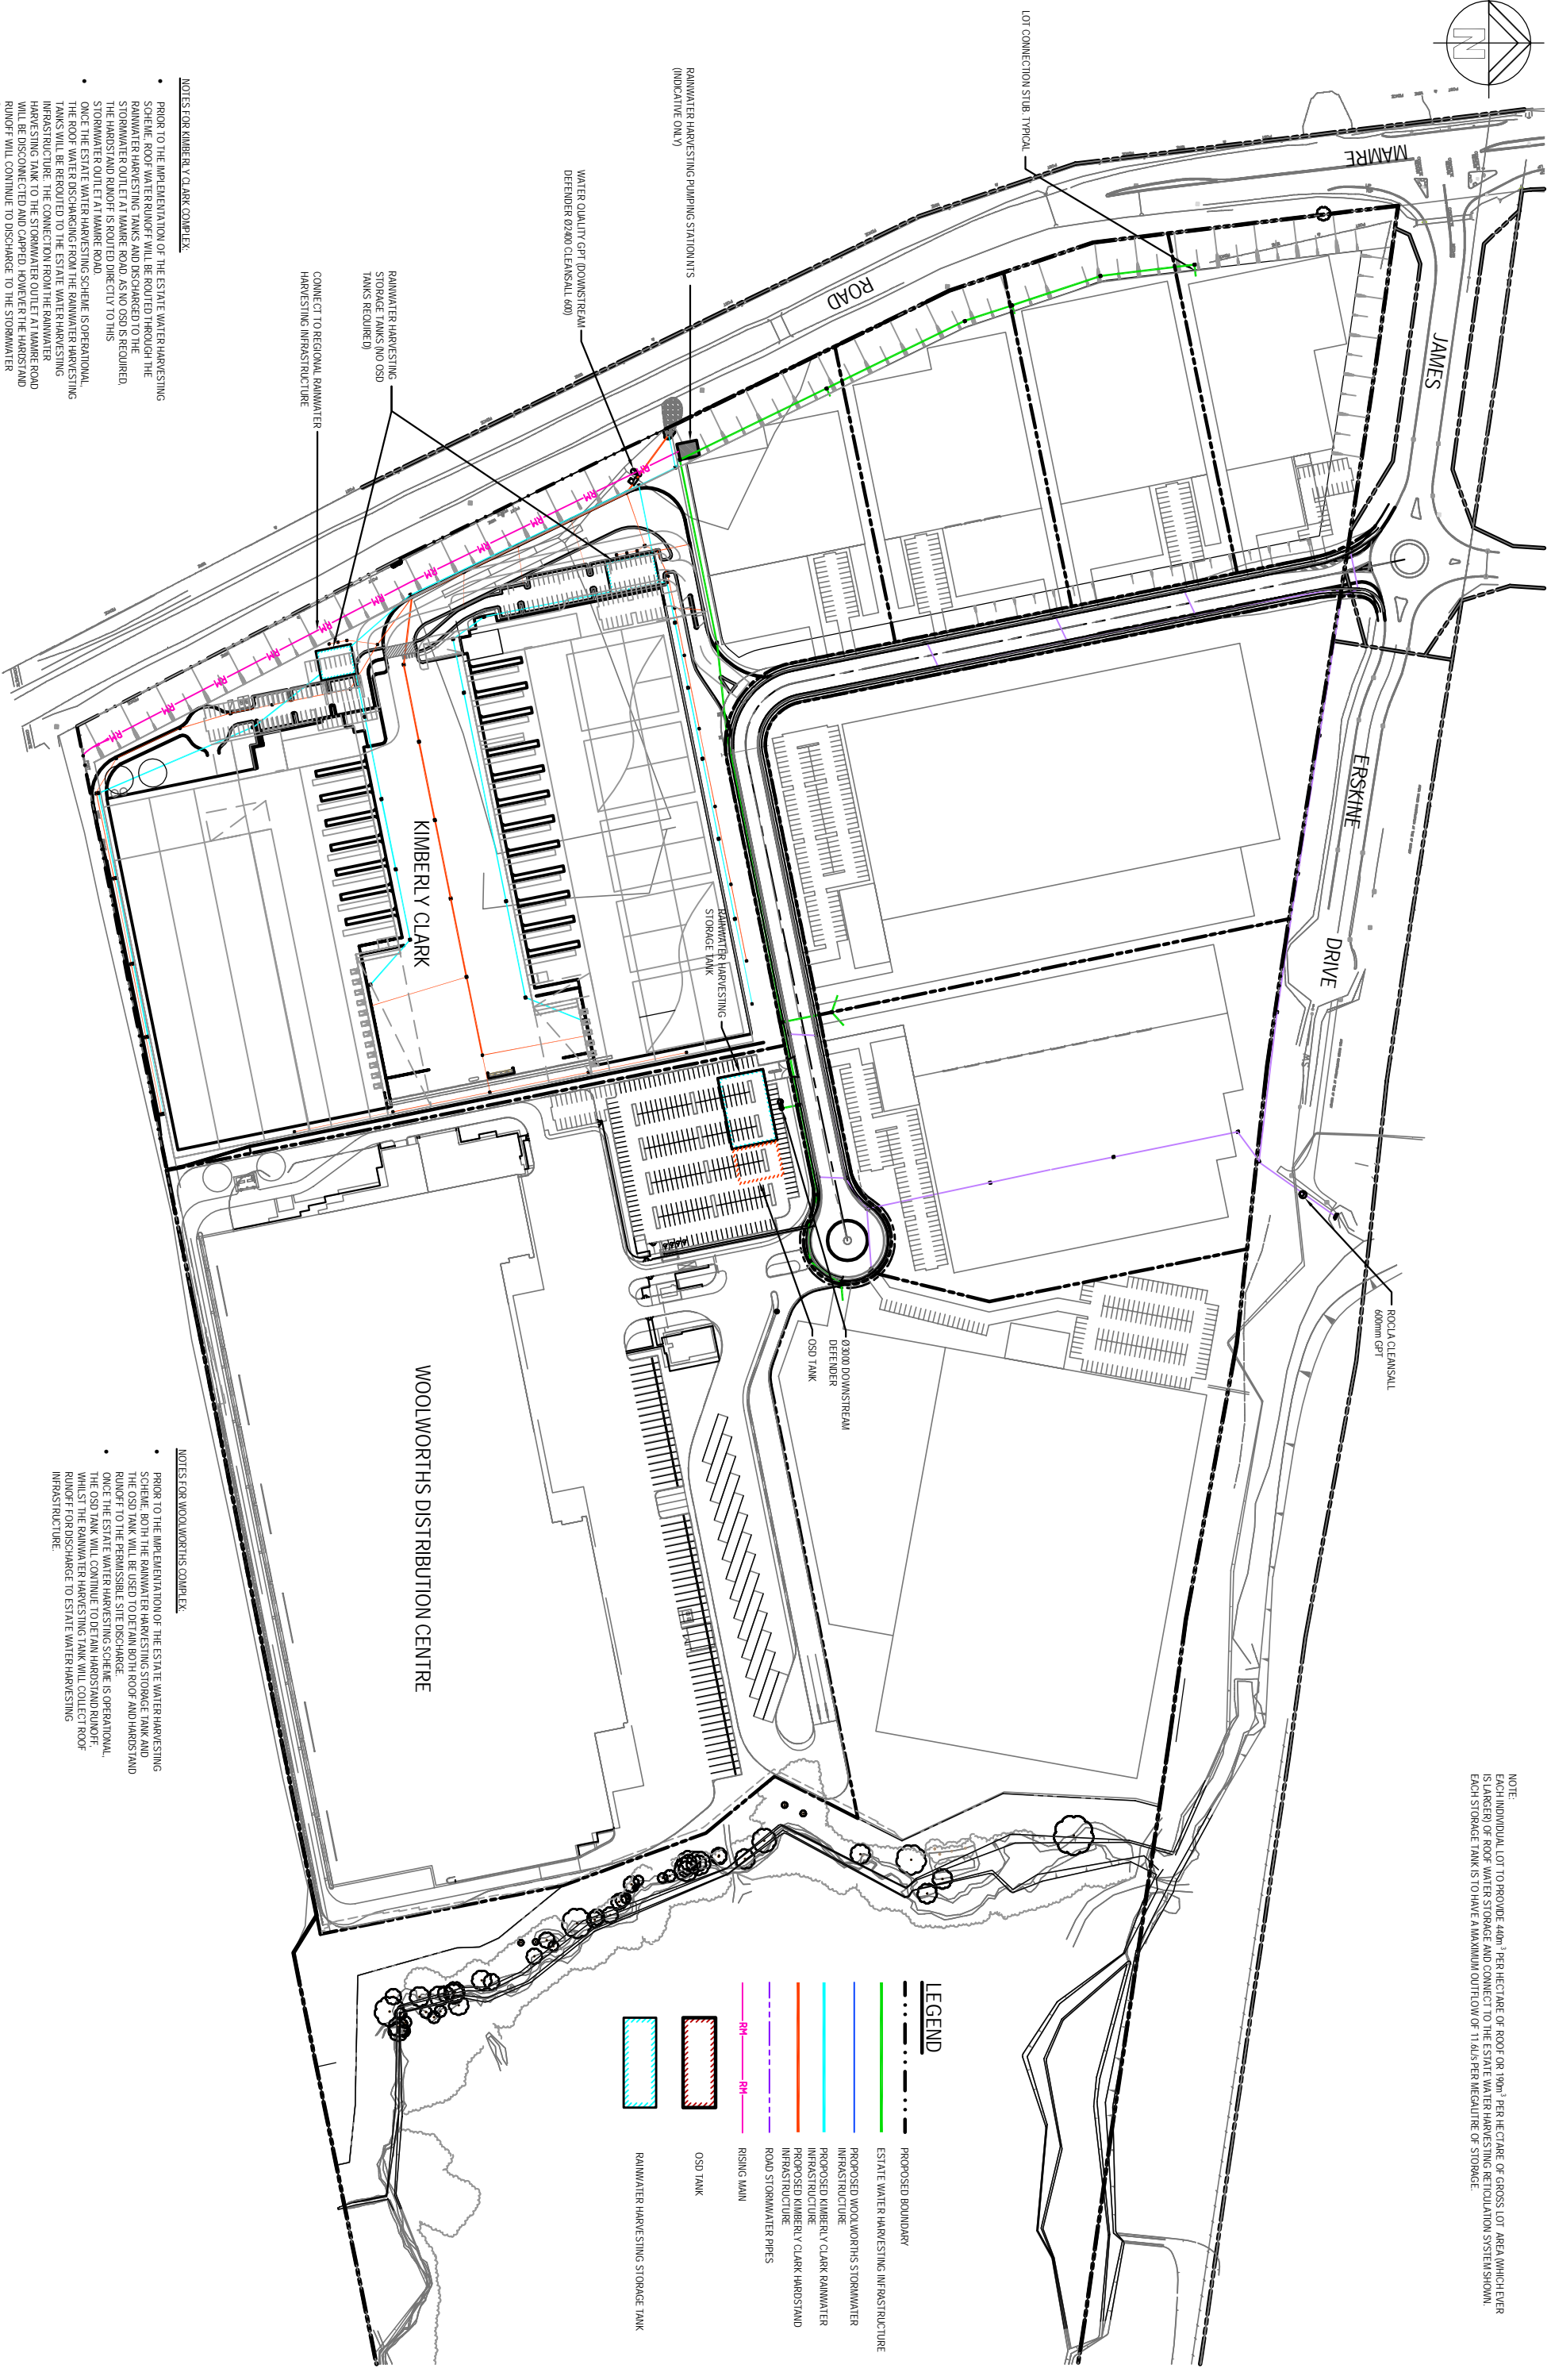 NOTE:
EACH INDIVIDUAL LOT TO PROVIDE 440m³ PER HECTARE OF ROOF OR 190m³ PER HECTARE OF GROSS LOT AREA (WHICH EVER
IS LARGER) OF ROOF WATER STORAGE AND CONNECT TO THE ESTATE WATER HARVESTING RETICULATION SYSTEM SHOWN.
EACH STORAGE TANK IS TO HAVE A MAXIMUM OUTFLOW OF 11.6L/s PER MEGALITRE OF STORAGE.
N
MAMRE
ROAD
JAMES
ERSKINE
DRIVE
LOT CONNECTION STUB. TYPICAL
RAINWATER HARVESTING PUMPING STATION NTS
(INDICATIVE ONLY)
WATER QUALITY GPT (DOWNSTREAM
DEFENDER Ø2400 CLEANSALL 600)
RAINWATER HARVESTING
STORAGE TANKS (NO OSD
TANKS REQUIRED)
CONNECT TO REGIONAL RAINWATER
HARVESTING INFRASTRUCTURE
RM
RM
RM
RM
RM
RM
RM
RM
RM
RM
RM
KIMBERLY CLARK
RAINWATER HARVESTING
STORAGE TANK
ROCLA CLEANSALL
600mm GPT
Ø3000 DOWNSTREAM
DEFENDER
OSD TANK
WOOLWORTHS DISTRIBUTION CENTRE
NOTES FOR KIMBERLY CLARK COMPLEX:
• PRIOR TO THE IMPLEMENTATION OF THE ESTATE WATER HARVESTING
SCHEME, ROOF WATER RUNOFF WILL BE ROUTED THROUGH THE
RAINWATER HARVESTING TANKS AND DISCHARGED TO THE
STORMWATER OUTLET AT MAMRE ROAD. AS NO OSD IS REQUIRED,
THE HARDSTAND RUNOFF IS ROUTED DIRECTLY TO THIS
STORMWATER OUTLET AT MAMRE ROAD.
• ONCE THE ESTATE WATER HARVESTING SCHEME IS OPERATIONAL,
THE ROOF WATER DISCHARGING FROM THE RAINWATER HARVESTING
TANKS WILL BE REROUTED TO THE ESTATE WATER HARVESTING
INFRASTRUCTURE. THE CONNECTION FROM THE RAINWATER
HARVESTING TANK TO THE STORMWATER OUTLET AT MAMRE ROAD
WILL BE DISCONNECTED AND CAPPED. HOWEVER THE HARDSTAND
RUNOFF WILL CONTINUE TO DISCHARGE TO THE STORMWATER
NOTES FOR WOOLWORTHS COMPLEX:
• PRIOR TO THE IMPLEMENTATION OF THE ESTATE WATER HARVESTING
SCHEME, BOTH THE RAINWATER HARVESTING STORAGE TANK AND
THE OSD TANK WILL BE USED TO DETAIN BOTH ROOF AND HARDSTAND
RUNOFF TO THE PERMISSIBLE SITE DISCHARGE.
• ONCE THE ESTATE WATER HARVESTING SCHEME IS OPERATIONAL,
THE OSD TANK WILL CONTINUE TO DETAIN HARDSTAND RUNOFF,
WHILST THE RAINWATER HARVESTING TANK WILL COLLECT ROOF
RUNOFF FOR DISCHARGE TO ESTATE WATER HARVESTING
INFRASTRUCTURE.
LEGEND
PROPOSED BOUNDARY
ESTATE WATER HARVESTING INFRASTRUCTURE
PROPOSED WOOLWORTHS STORMWATER
INFRASTRUCTURE
PROPOSED KIMBERLY CLARK RAINWATER
INFRASTRUCTURE
PROPOSED KIMBERLY CLARK HARDSTAND
INFRASTRUCTURE
ROAD STORMWATER PIPES
RM RM RISING MAIN
OSD TANK
RAINWATER HARVESTING STORAGE TANK